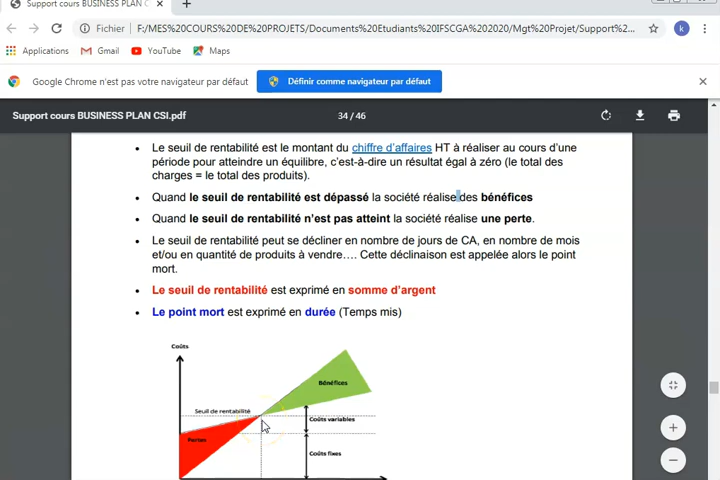 Support cours BUSINESS PLAN CSI
Fichier F:/MES%20COURS%20DE%20PROJETS/Documents%20Etudiants%20IFSCGA%202020/Mgt%20Projet/Support%2...
k
Applications Gmail YouTube Maps
Google Chrome n'est pas votre navigateur par défaut Définir comme navigateur par défaut
Support cours BUSINESS PLAN CSI.pdf 34 / 46
• Le seuil de rentabilité est le montant du chiffre d'affaires HT à réaliser au cours d'une
période pour atteindre un équilibre, c'est-à-dire un résultat égal à zéro (le total des
charges = le total des produits).
• Quand le seuil de rentabilité est dépassé la société réalise des bénéfices
• Quand le seuil de rentabilité n'est pas atteint la société réalise une perte.
• Le seuil de rentabilité peut se décliner en nombre de jours de CA, en nombre de mois
et/ou en quantité de produits à vendre.... Cette déclinaison est appelée alors le point
mort.
• Le seuil de rentabilité est exprimé en somme d'argent
• Le point mort est exprimé en durée (Temps mis)
Coûts
Bénéfices
Seuil de rentabilité
Coûts variables
Pertes
Coûts fixes